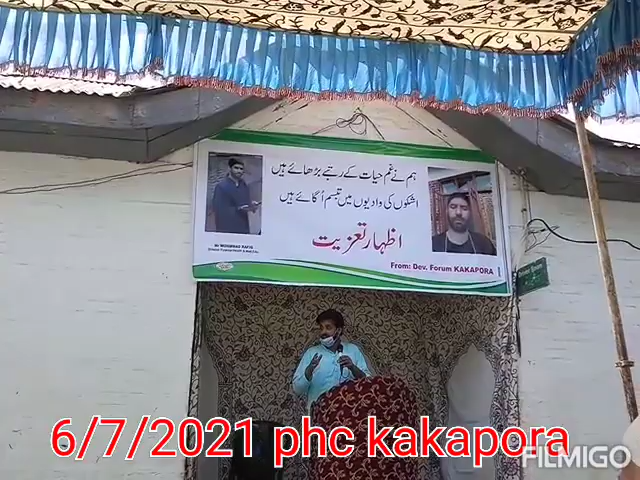 ہم نے غم حیات کے رتبے بڑھائے ہیں
اشکوں کی وادیوں میں تبسم اُگائے ہیں
اظہار تعزیت
From: Dev. Forum KAKAPORA
6/7/2021 phc kakapora
FILMIGO